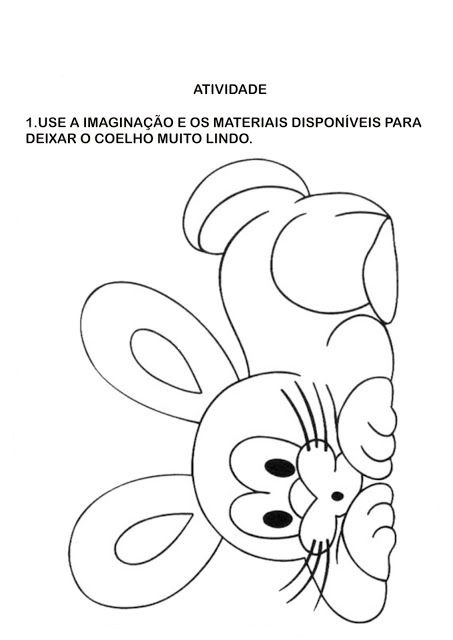 ATIVIDADE
1.USE A IMAGINAÇÃO E OS MATERIAIS DISPONÍVEIS PARA
DEIXAR O COELHO MUITO LINDO.